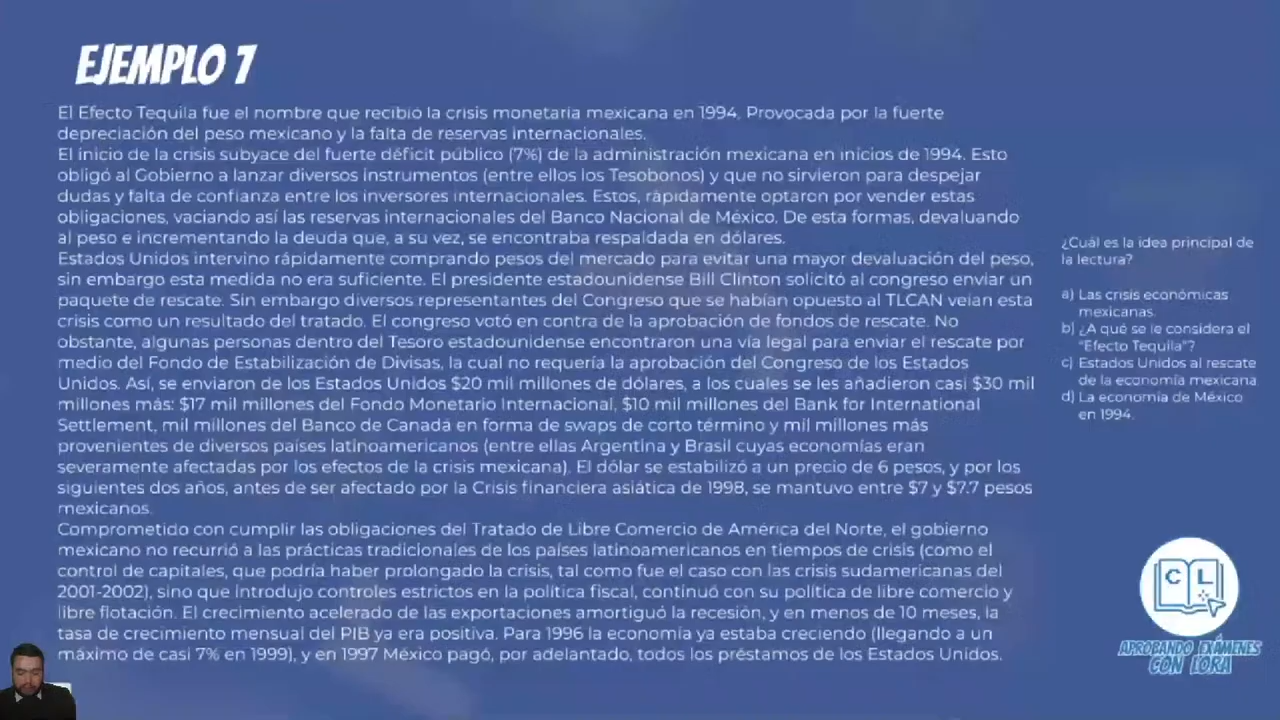 EJEMPLO 7
El Efecto Tequila fue el nombre que recibió la crisis monetaria mexicana en 1994. Provocada por la fuerte
depreciación del peso mexicano y la falta de reservas internacionales.
El inicio de la crisis subyace del fuerte déficit público (7%) de la administración mexicana en inicios de 1994. Esto
obligó al Gobierno a lanzar diversos instrumentos (entre ellos los Tesobonos) y que no sirvieron para despejar
dudas y falta de confianza entre los inversores internacionales. Estos, rápidamente optaron por vender estas
obligaciones, vaciando así las reservas internacionales del Banco Nacional de México. De esta formas, devaluando
al peso e incrementando la deuda que, a su vez, se encontraba respaldada en dólares.
Estados Unidos intervino rápidamente comprando pesos del mercado para evitar una mayor devaluación del peso,
sin embargo esta medida no era suficiente. El presidente estadounidense Bill Clinton solicitó al congreso enviar un
paquete de rescate. Sin embargo diversos representantes del Congreso que se habían opuesto al TLCAN veían esta
crisis como un resultado del tratado. El congreso votó en contra de la aprobación de fondos de rescate. No
obstante, algunas personas dentro del Tesoro estadounidense encontraron una vía legal para enviar el rescate por
medio del Fondo de Estabilización de Divisas, la cual no requería la aprobación del Congreso de los Estados
Unidos. Así, se enviaron de los Estados Unidos $20 mil millones de dólares, a los cuales se les añadieron casi $30 mil
millones más: $17 mil millones del Fondo Monetario Internacional, $10 mil millones del Bank for International
Settlement, mil millones del Banco de Canadá en forma de swaps de corto término y mil millones más
provenientes de diversos países latinoamericanos (entre ellas Argentina y Brasil cuyas economías eran
severamente afectadas por los efectos de la crisis mexicana). El dólar se estabilizó a un precio de 6 pesos, y por los
siguientes dos años, antes de ser afectado por la Crisis financiera asiática de 1998, se mantuvo entre $7 y $7.7 pesos
mexicanos.
Comprometido con cumplir las obligaciones del Tratado de Libre Comercio de América del Norte, el gobierno
mexicano no recurrió a las prácticas tradicionales de los países latinoamericanos en tiempos de crisis (como el
control de capitales, que podría haber prolongado la crisis, tal como fue el caso con las crisis sudamericanas del
2001-2002), sino que introdujo controles estrictos en la política fiscal, continuó con su política de libre comercio y
libre flotación. El crecimiento acelerado de las exportaciones amortiguó la recesión, y en menos de 10 meses, la
tasa de crecimiento mensual del PIB ya era positiva. Para 1996 la economía ya estaba creciendo (llegando a un
máximo de casi 7% en 1999), y en 1997 México pagó, por adelantado, todos los préstamos de los Estados Unidos.
¿Cuál es la idea principal de
la lectura?
a) Las crisis económicas
mexicanas.
b) ¿A qué se le considera el
"Efecto Tequila"?
c) Estados Unidos al rescate
de la economía mexicana
d) La economía de México
en 1994.
C L
APROBANDO EXÁMENES
CON LORA